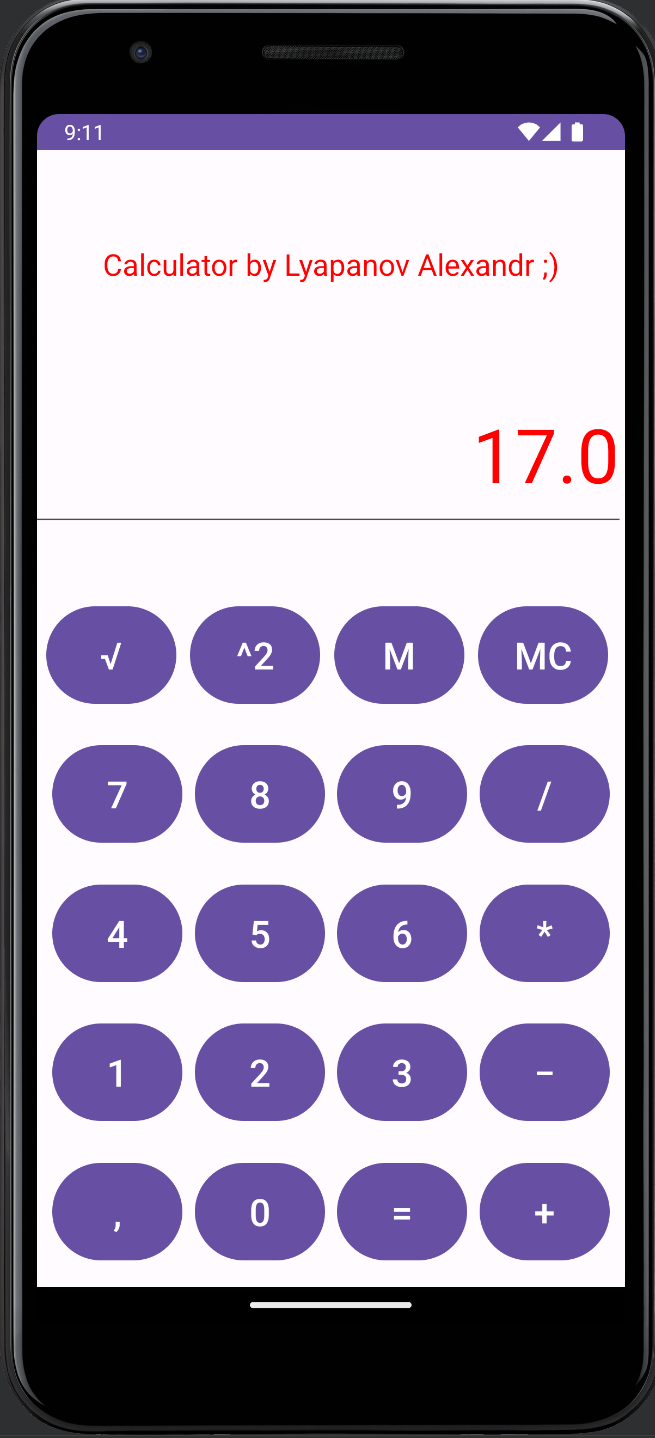 9:11
Calculator by Lyapanov Alexandr ;)
17.0
√ ^2 M MC
7 8 9 /
4 5 6 *
1 2 3 −
, 0 = +